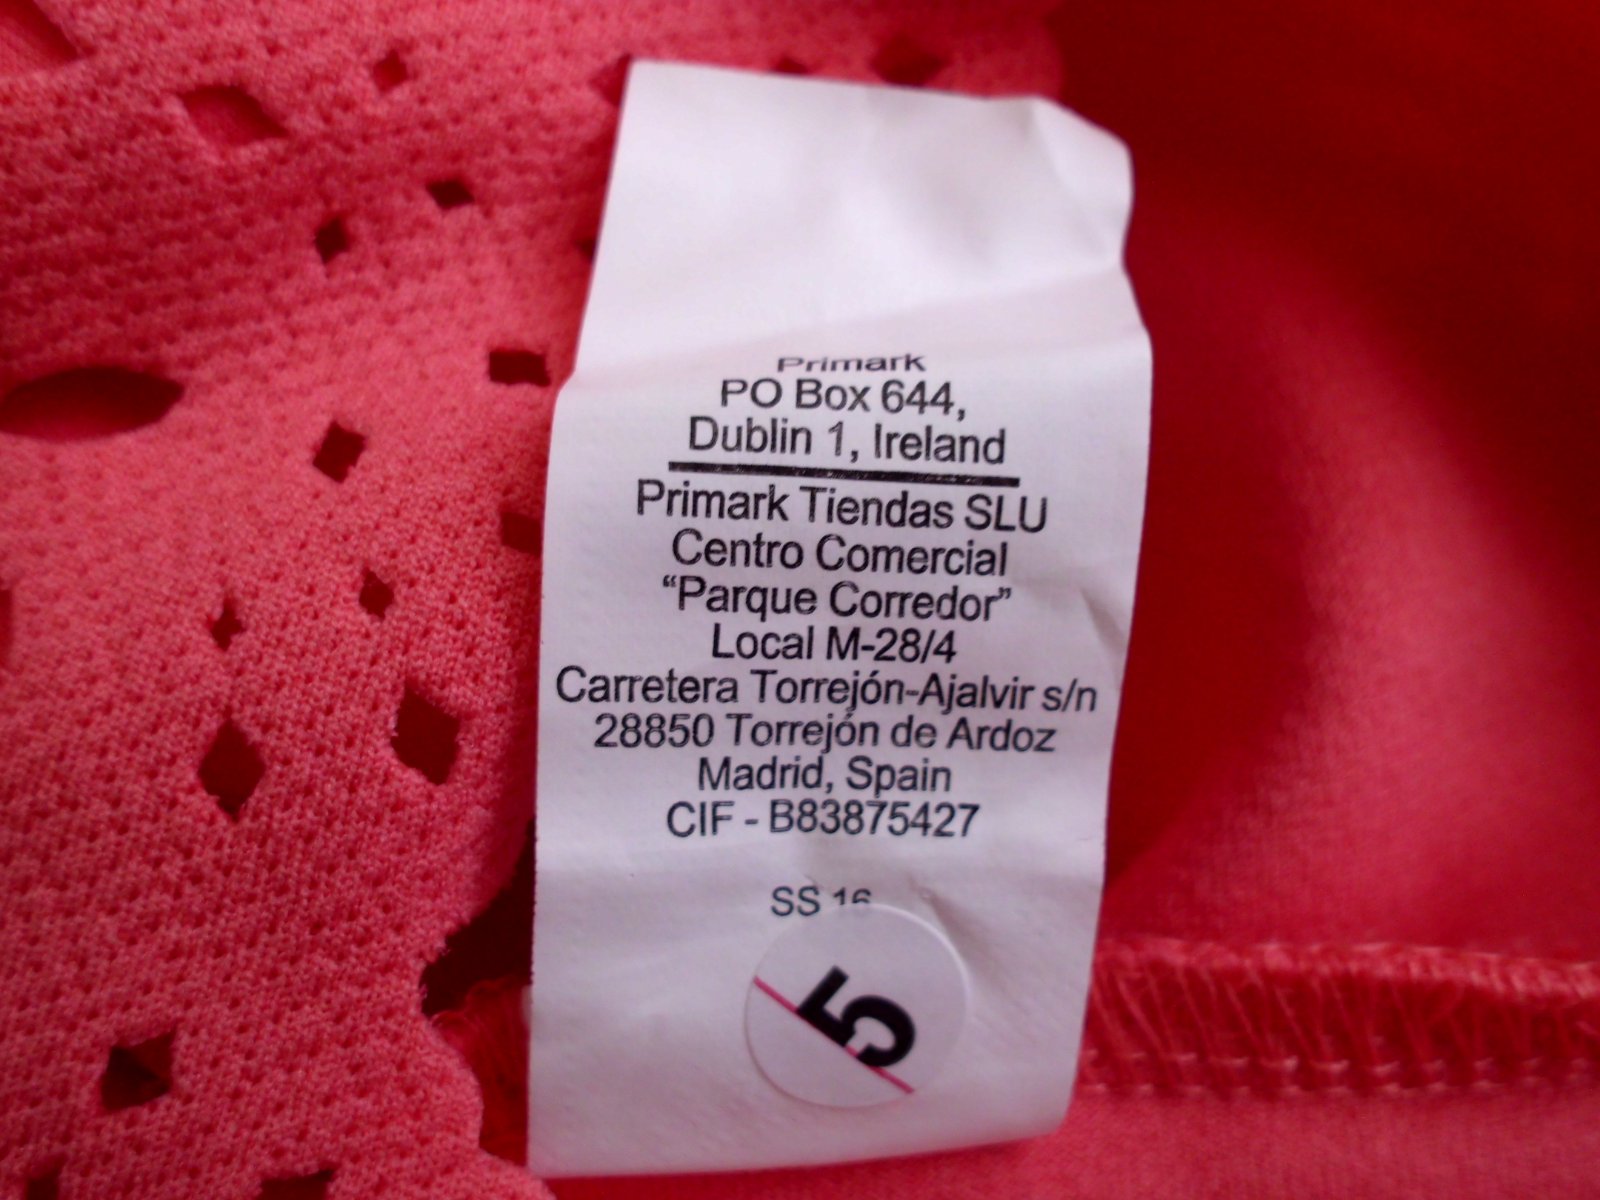 Primark
PO Box 644,
Dublin 1, Ireland
Primark Tiendas SLU
Centro Comercial
“Parque Corredor”
Local M-28/4
Carretera Torrejón-Ajalvir s/n
28850 Torrejón de Ardoz
Madrid, Spain
CIF - B83875427
SS 16
5